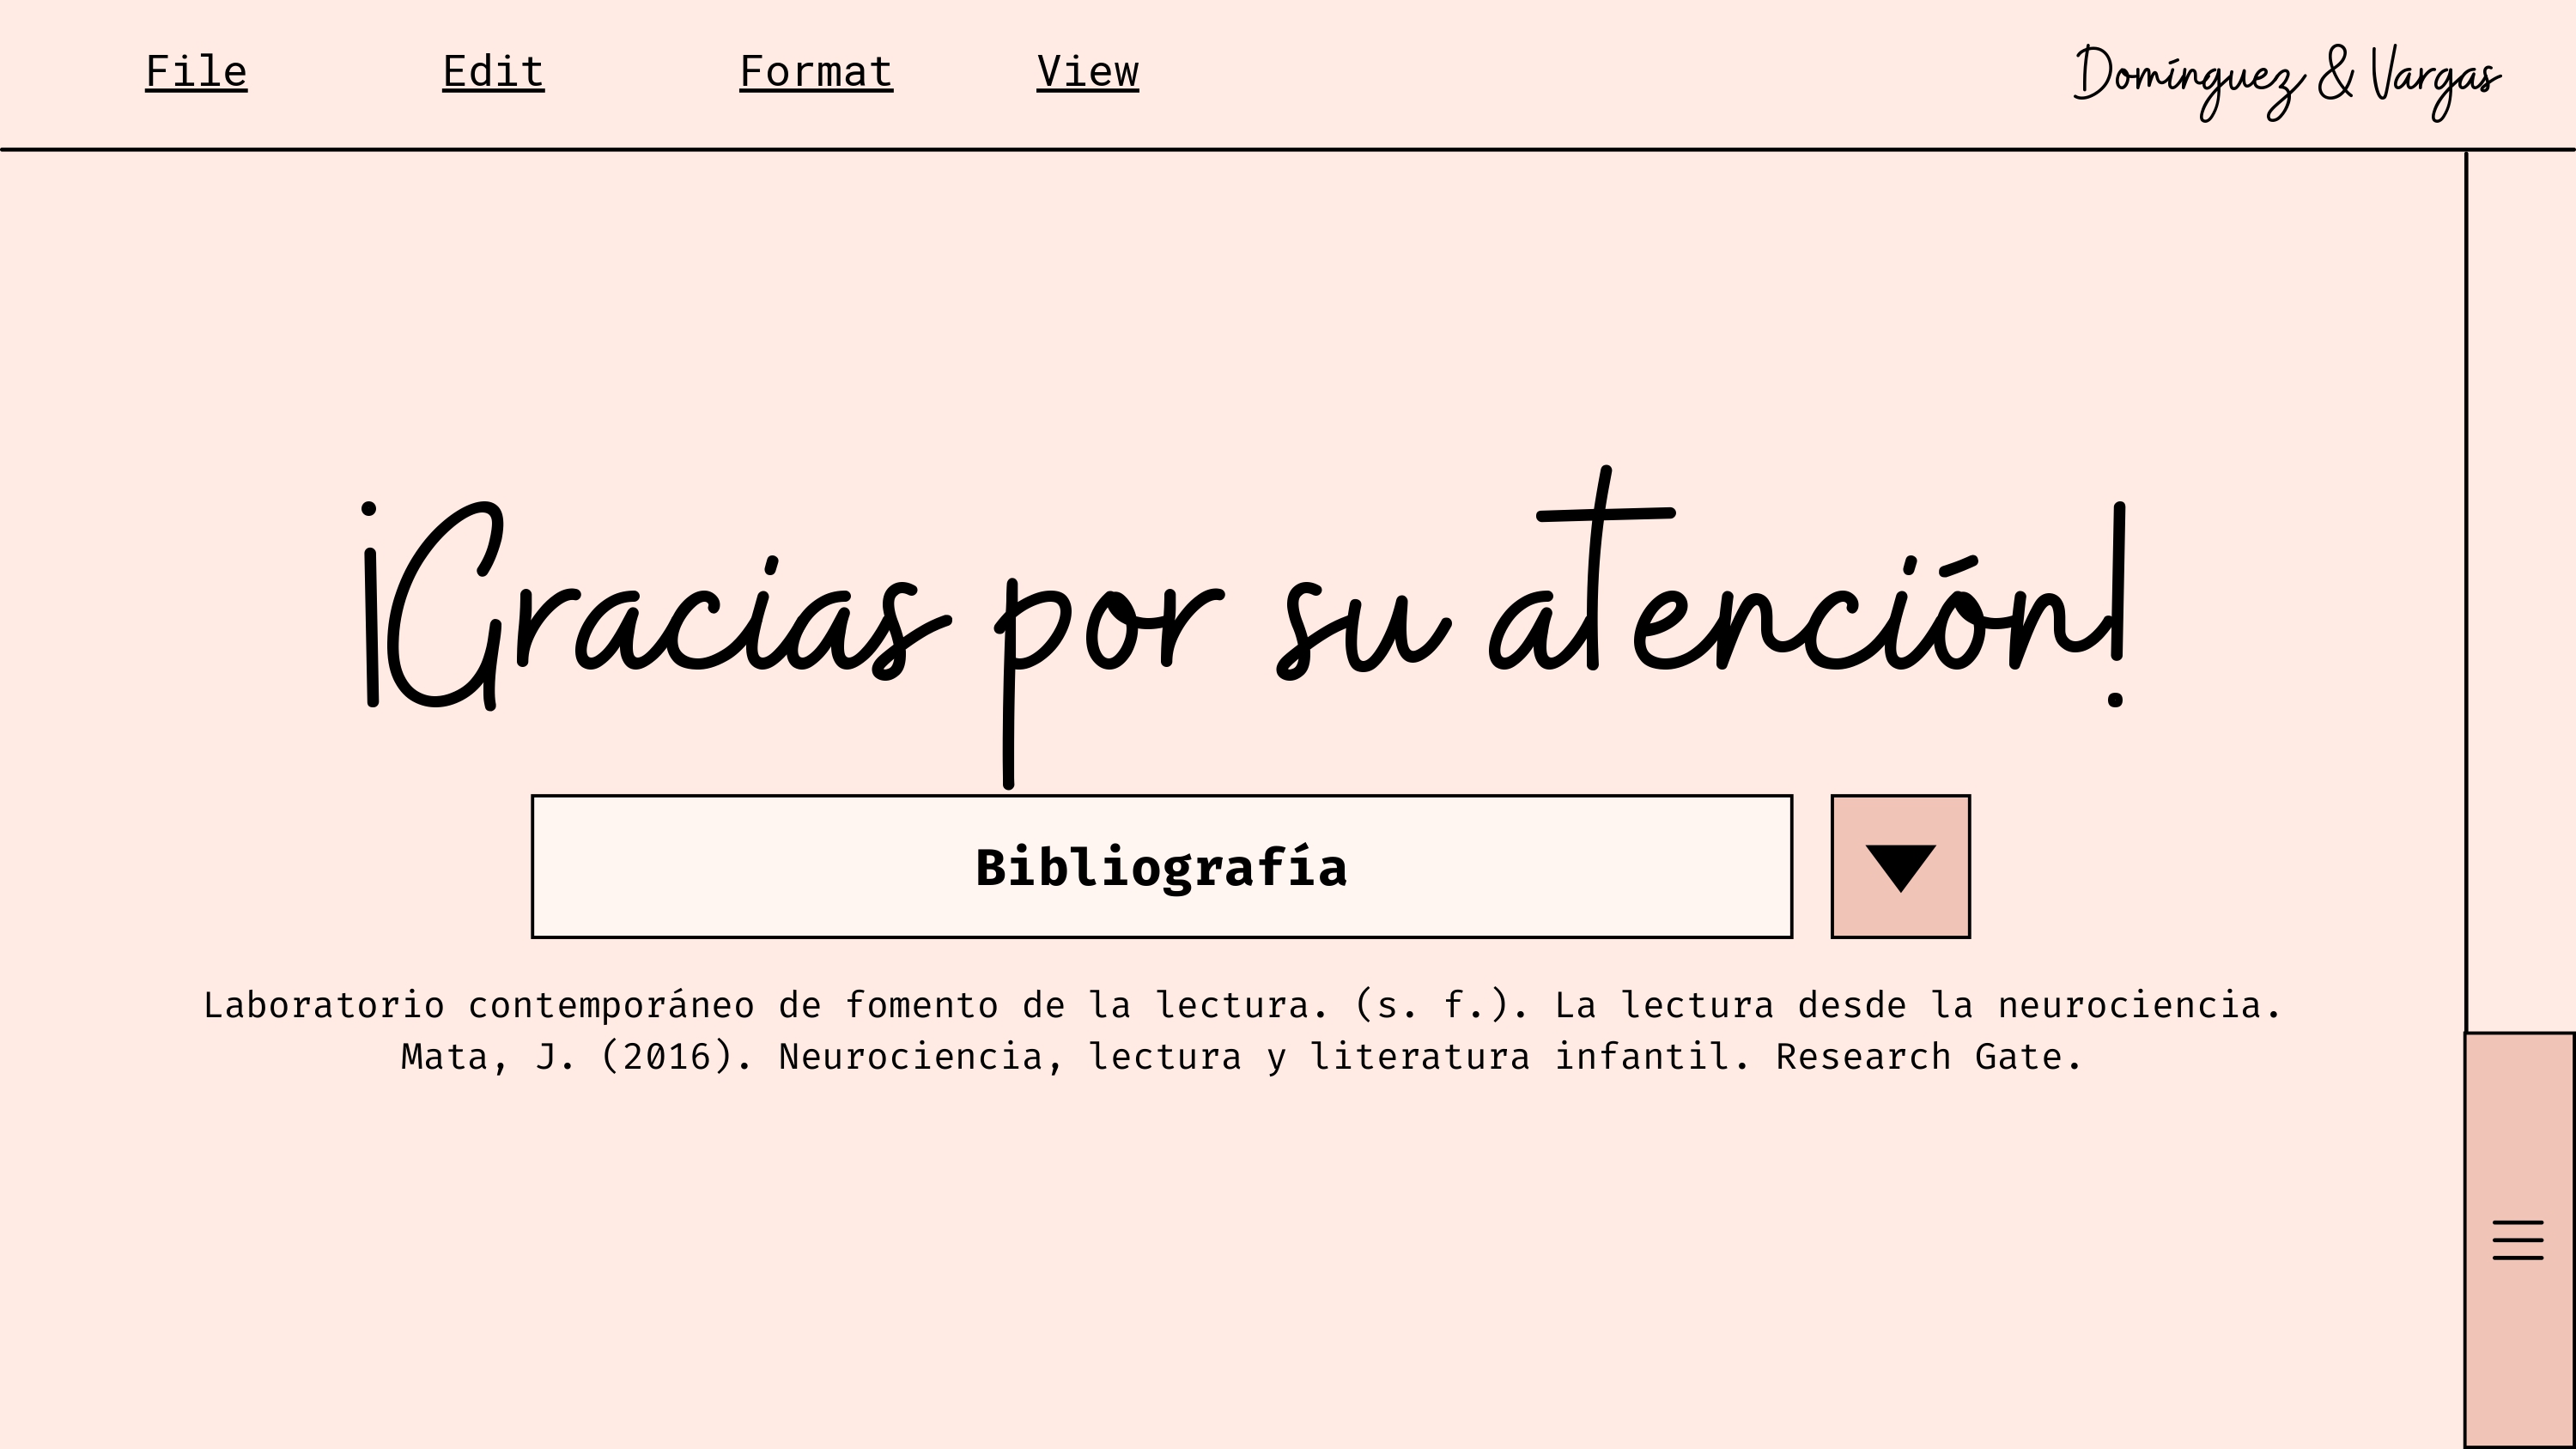 File Edit Format View Domínguez & Vargas
¡Gracias por su atención!
Bibliografía
Laboratorio contemporáneo de fomento de la lectura. (s. f.). La lectura desde la neurociencia.
Mata, J. (2016). Neurociencia, lectura y literatura infantil. Research Gate.